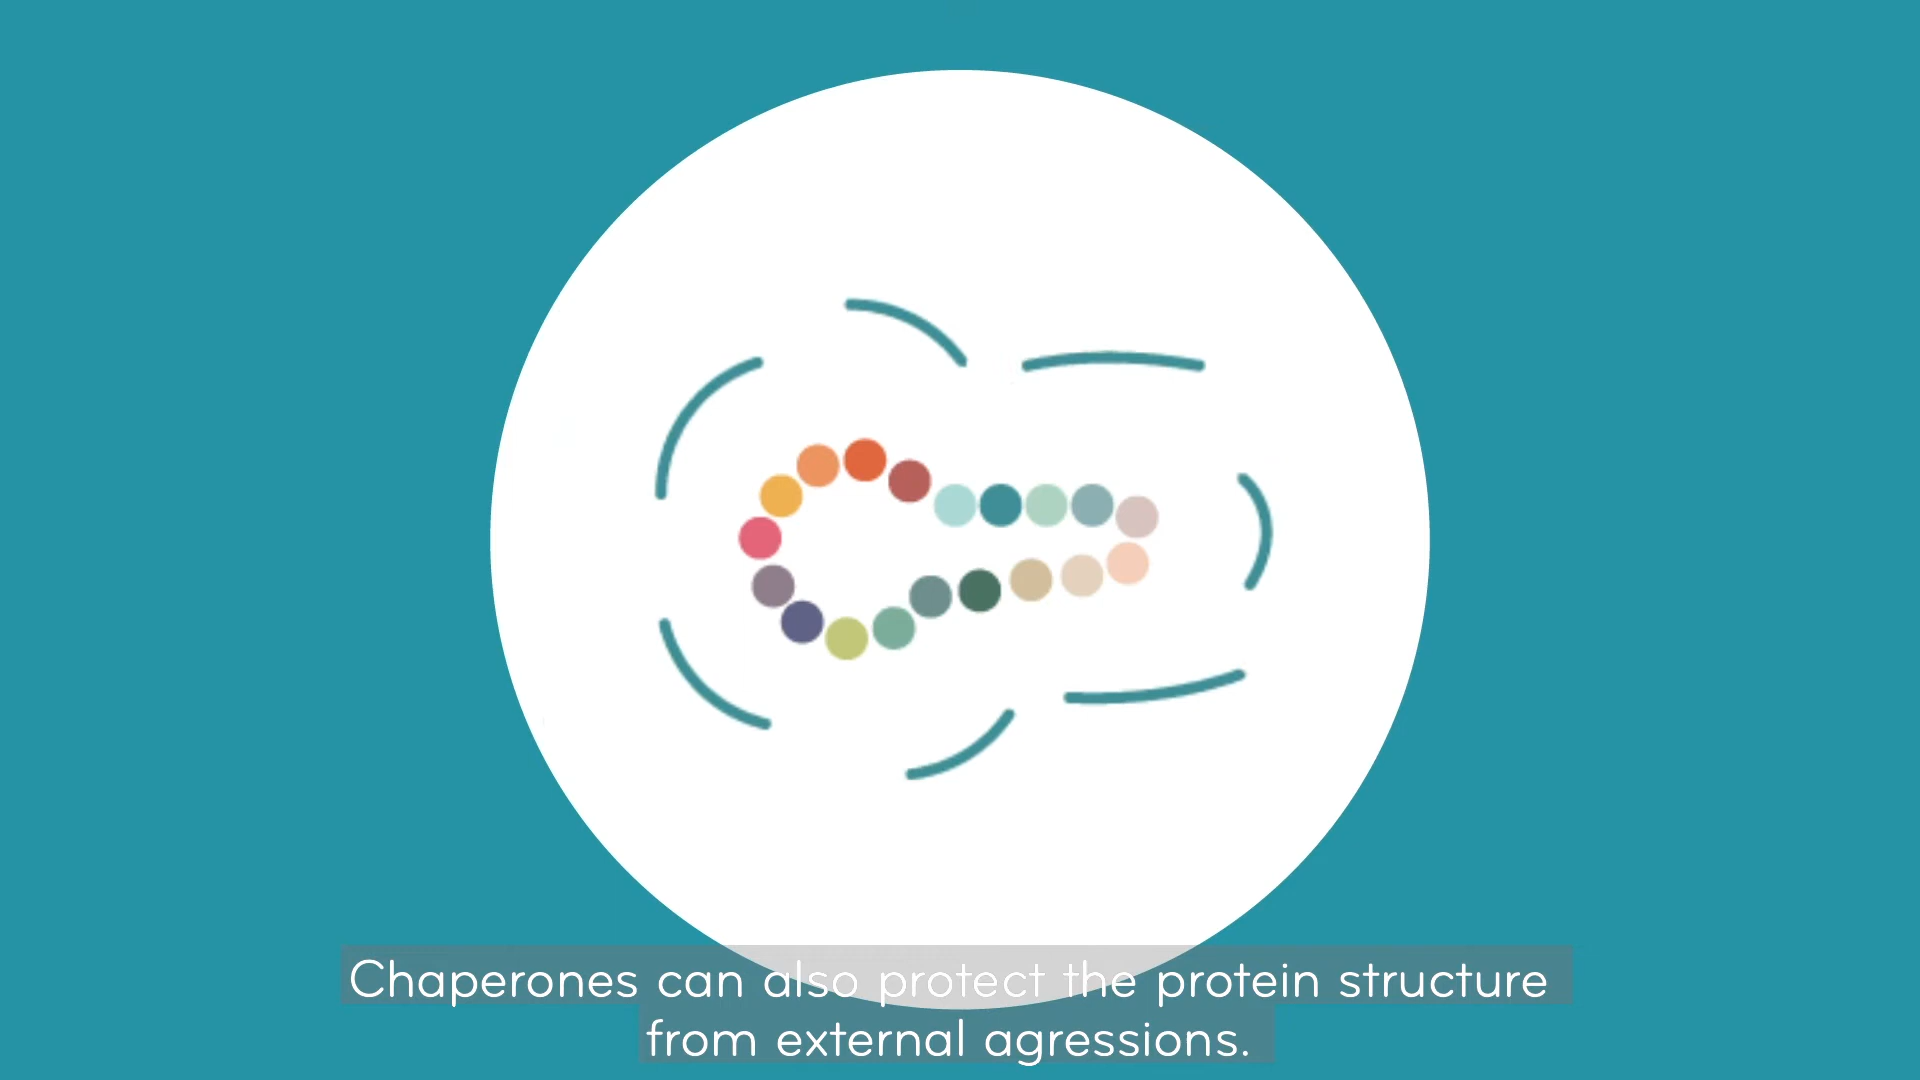 Chaperones can also protect the protein structure
from external agressions.